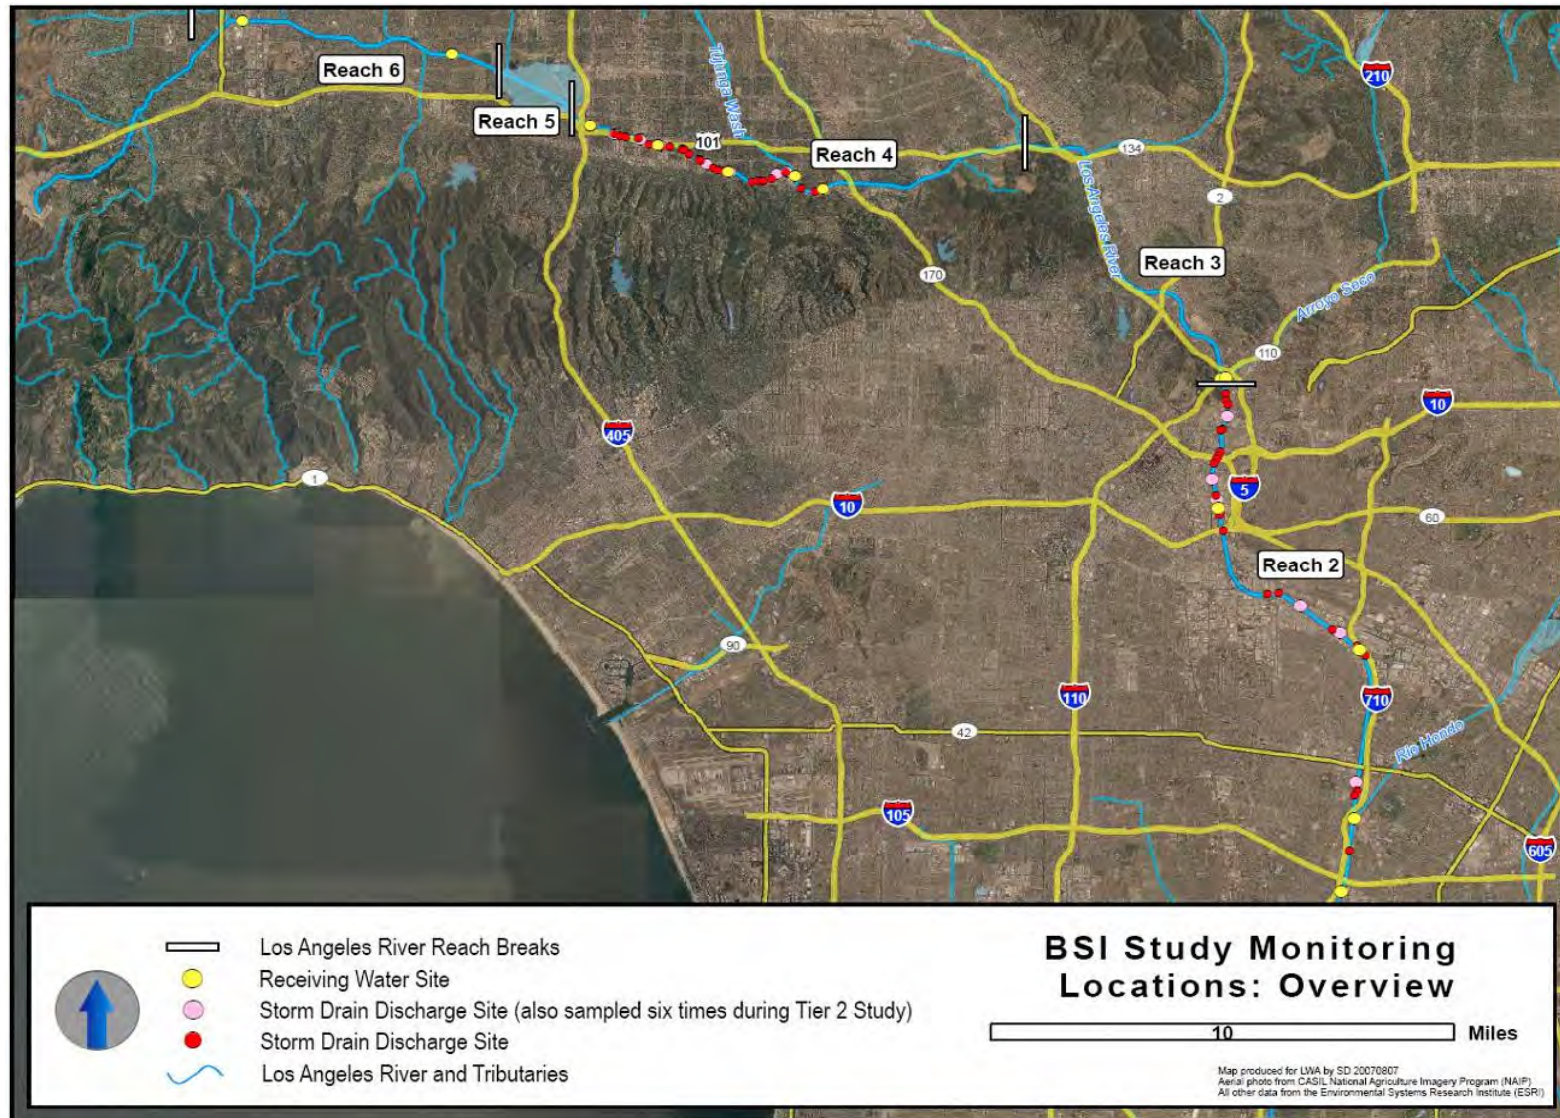 Reach 6
Reach 5
Tujunga Wash
101
Reach 4
134
210
2
Los Angeles River
Reach 3
170
Arroyo Seco
110
10
405
1
5
10
60
Reach 2
90
110
710
42
Rio Hondo
105
605
Los Angeles River Reach Breaks
Receiving Water Site
Storm Drain Discharge Site (also sampled six times during Tier 2 Study)
Storm Drain Discharge Site
Los Angeles River and Tributaries
BSI Study Monitoring
Locations: Overview
10 Miles
Map produced for LWA by SD 20070807
Aerial photo from CASIL National Agriculture Imagery Program (NAIP)
All other data from the Environmental Systems Research Institute (ESRI)